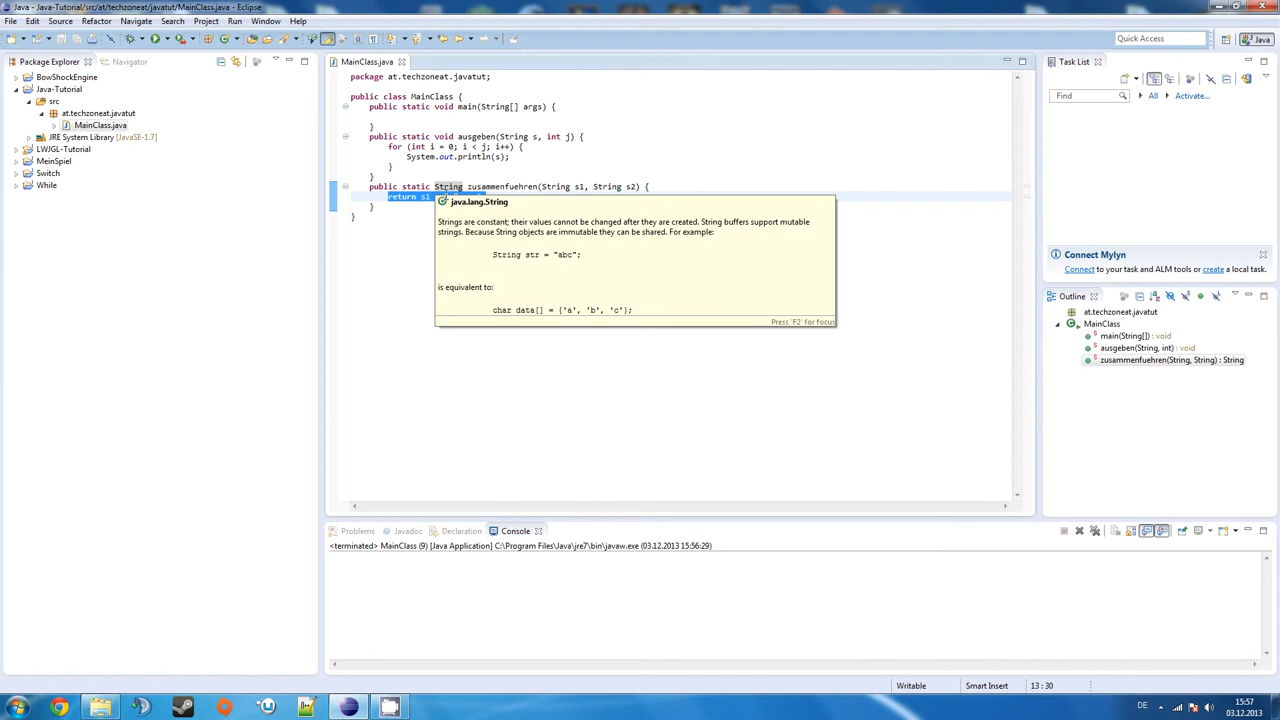 Java - Java-Tutorial/src/at/techzoneat/javatut/MainClass.java - Eclipse
File Edit Source Refactor Navigate Search Project Run Window Help
Quick Access
Java
Package Explorer Navigator
BowShockEngine
Java-Tutorial
src
at.techzoneat.javatut
MainClass.java
JRE System Library [JavaSE-1.7]
LWJGL-Tutorial
MeinSpiel
Switch
While
MainClass.java
package at.techzoneat.javatut;
public class MainClass {
public static void main(String[] args) {
}
public static void ausgeben(String s, int j) {
for (int i = 0; i < j; i++) {
System.out.println(s);
}
}
public static String zusammenfuehren(String s1, String s2) {
return s1
}
}
java.lang.String
Strings are constant; their values cannot be changed after they are created. String buffers support mutable
strings. Because String objects are immutable they can be shared. For example:
String str = "abc";
is equivalent to:
char data[] = {'a', 'b', 'c'};
Press 'F2' for focus
Task List
Find All Activate...
Connect Mylyn
Connect to your task and ALM tools or create a local task.
Outline
at.techzoneat.javatut
MainClass
main(String[]) : void
ausgeben(String, int) : void
zusammenfuehren(String, String) : String
Problems Javadoc Declaration Console
<terminated> MainClass (9) [Java Application] C:\Program Files\Java\jre7\bin\javaw.exe (03.12.2013 15:56:29)
Writable Smart Insert 13 : 30
DE 15:57
03.12.2013